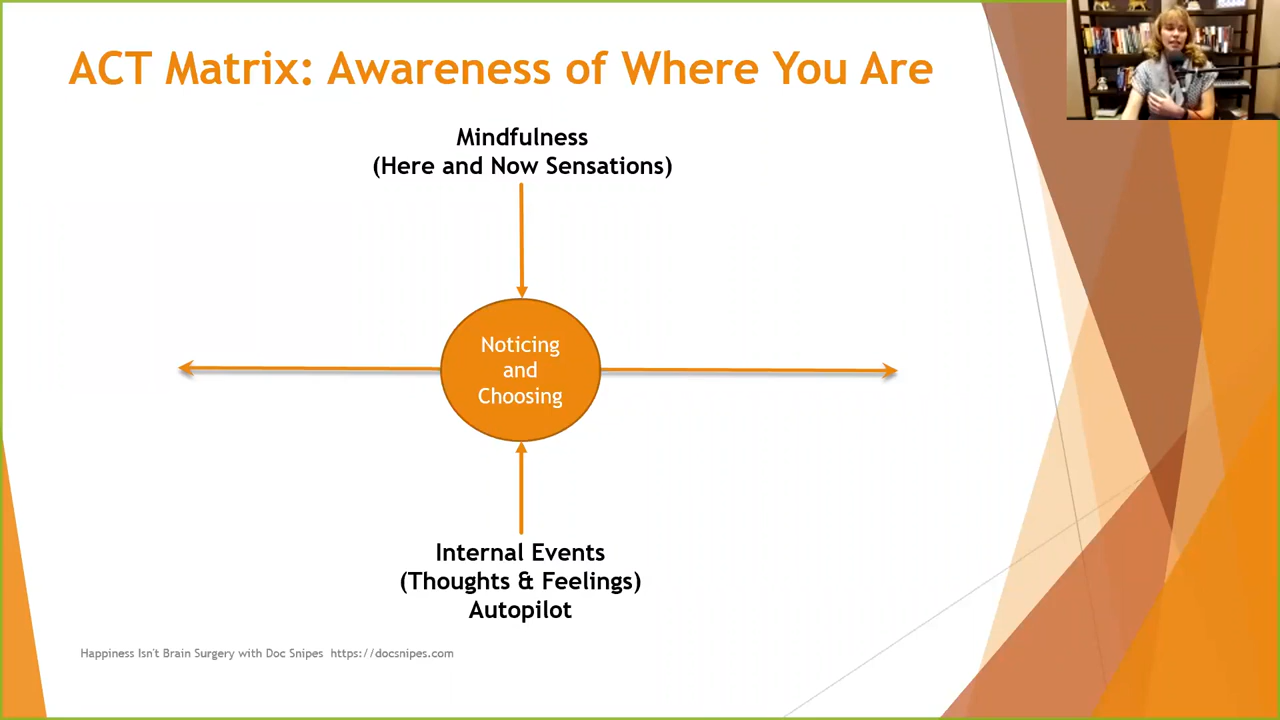 ACT Matrix: Awareness of Where You Are
Mindfulness
(Here and Now Sensations)
Noticing
and
Choosing
Internal Events
(Thoughts & Feelings)
Autopilot
Happiness Isn't Brain Surgery with Doc Snipes https://docsnipes.com